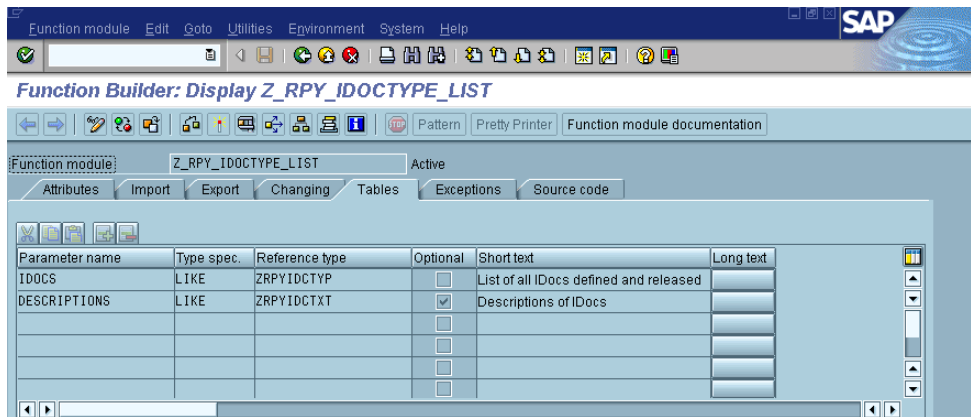 Function module Edit Goto Utilities Environment System Help
SAP
Function Builder: Display Z_RPY_IDOCTYPE_LIST
STOP Pattern Pretty Printer Function module documentation
Function module Z_RPY_IDOCTYPE_LIST Active
Attributes Import Export Changing Tables Exceptions Source code
Parameter name Type spec. Reference type Optional Short text Long text
IDOCS LIKE ZRPYIDCTYP List of all IDocs defined and released
DESCRIPTIONS LIKE ZRPYIDCTXT Descriptions of IDocs